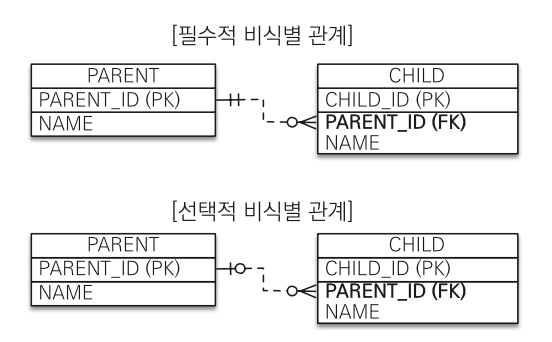 [필수적 비식별 관계]
PARENT
PARENT_ID (PK)
NAME
CHILD
CHILD_ID (PK)
PARENT_ID (FK)
NAME
[선택적 비식별 관계]
PARENT
PARENT_ID (PK)
NAME
CHILD
CHILD_ID (PK)
PARENT_ID (FK)
NAME